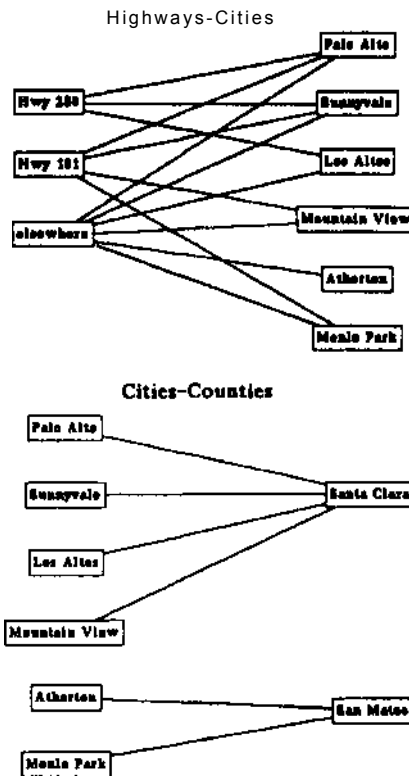 Highways-Cities
Palo Alto
Hwy 280
Sunnyvale
Hwy 101
Los Altos
Mountain View
elsewhere
Atherton
Menlo Park
Cities-Counties
Palo Alto
Sunnyvale
Santa Clara
Los Altos
Mountain View
Atherton
San Mateo
Menlo Park